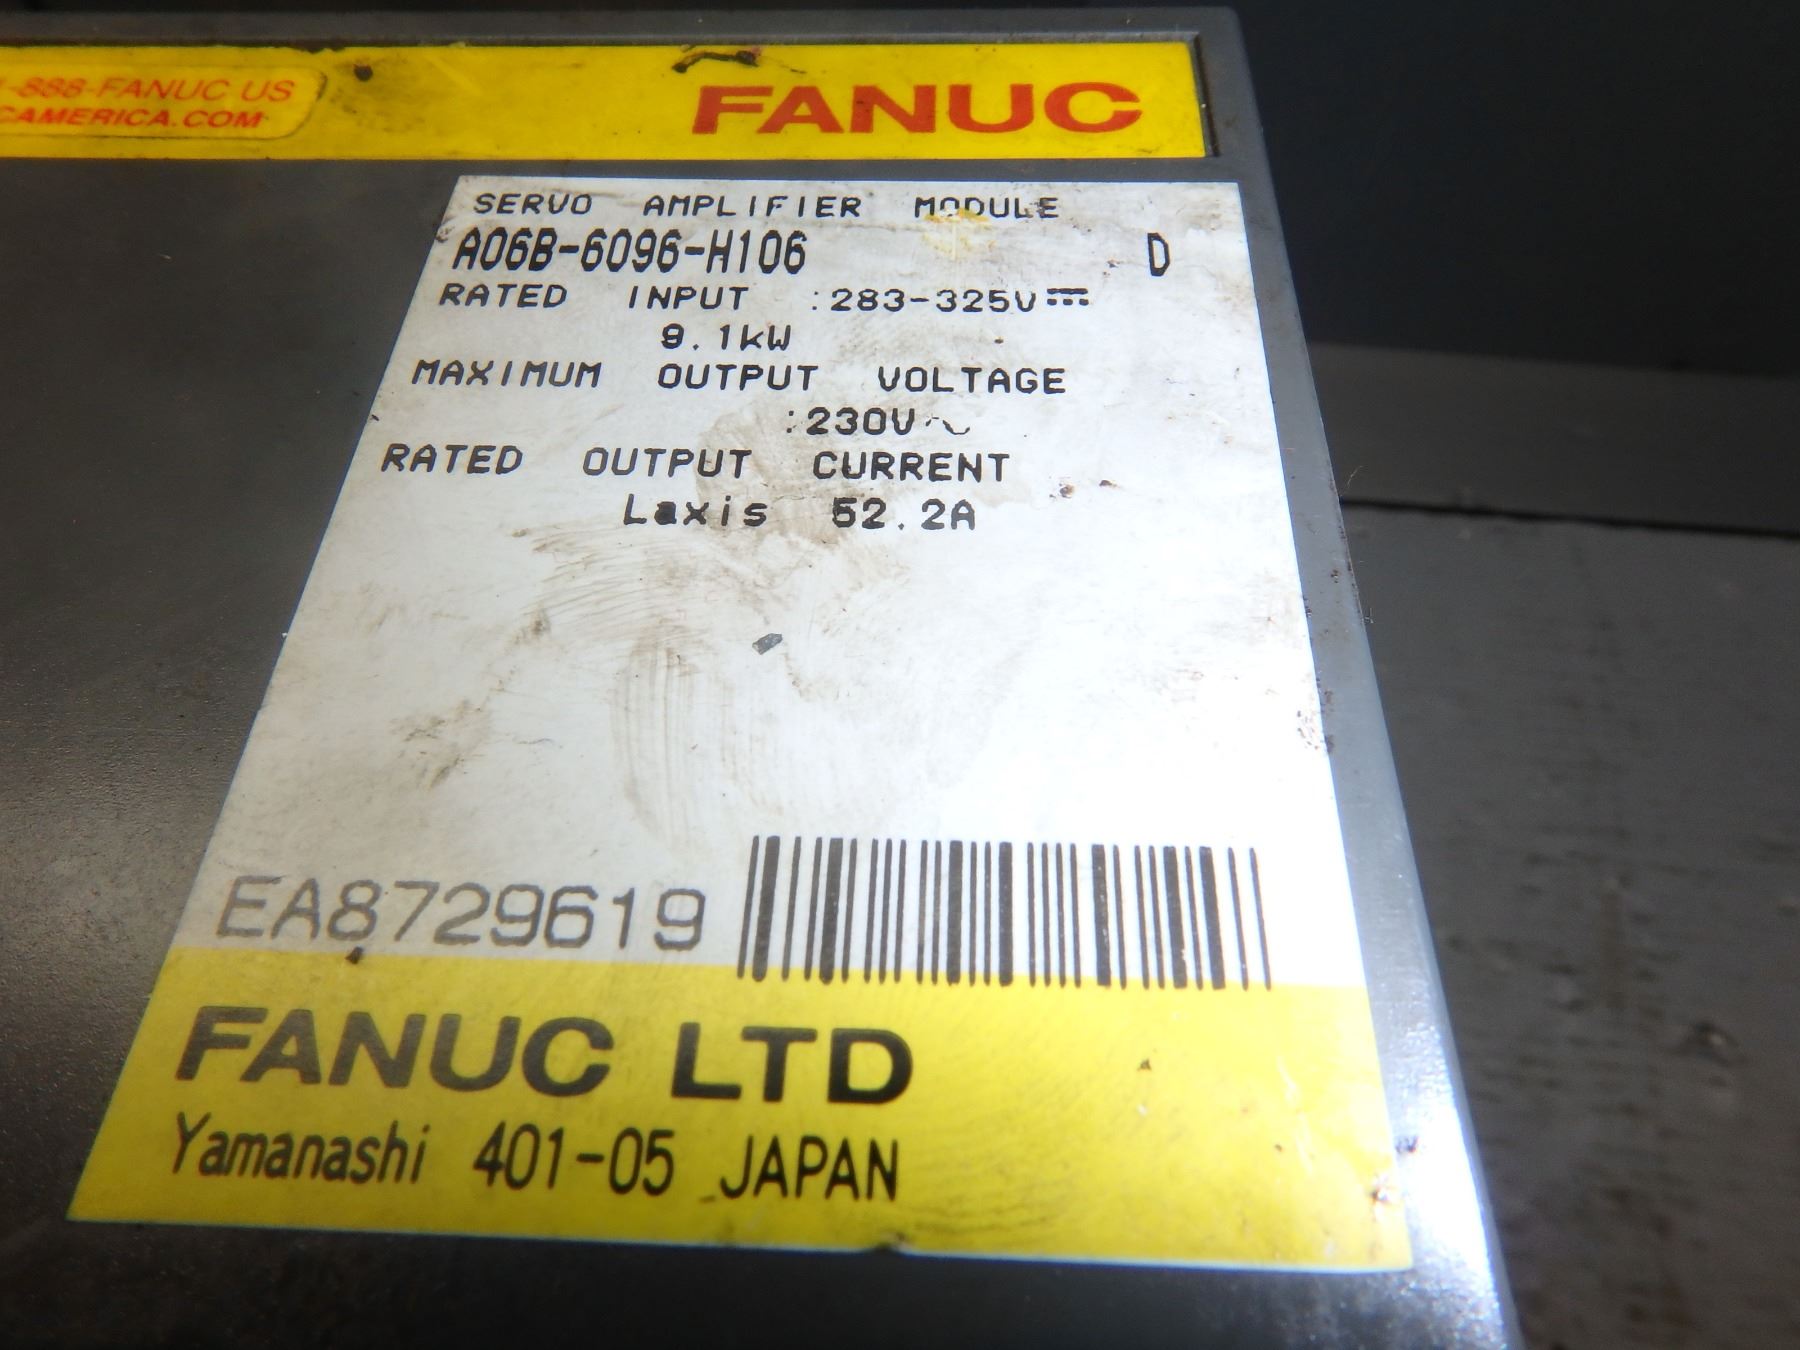 -888-FANUC US
CAMERICA.COM
FANUC
SERVO AMPLIFIER MODULE
A06B-6096-H106 D
RATED INPUT :283-325V⎓
9.1kW
MAXIMUM OUTPUT VOLTAGE
:230V~
RATED OUTPUT CURRENT
Laxis 52.2A
EA8729619
FANUC LTD
Yamanashi 401-05 JAPAN